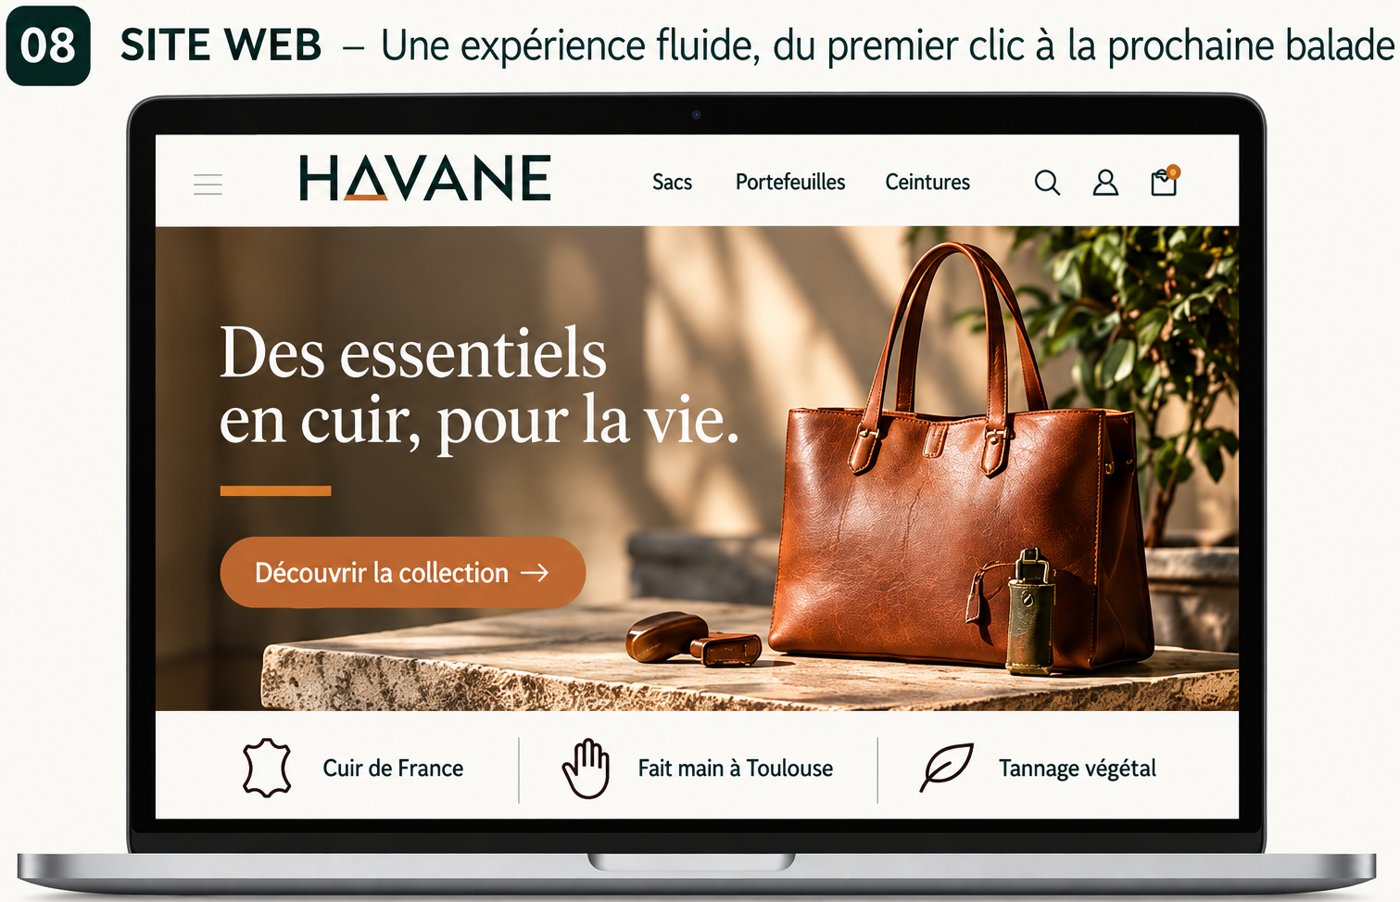 08 SITE WEB – Une expérience fluide, du premier clic à la prochaine balade
HAVANE
Sacs Portefeuilles Ceintures
Des essentiels
en cuir, pour la vie.
Découvrir la collection →
Cuir de France
Fait main à Toulouse
Tannage végétal